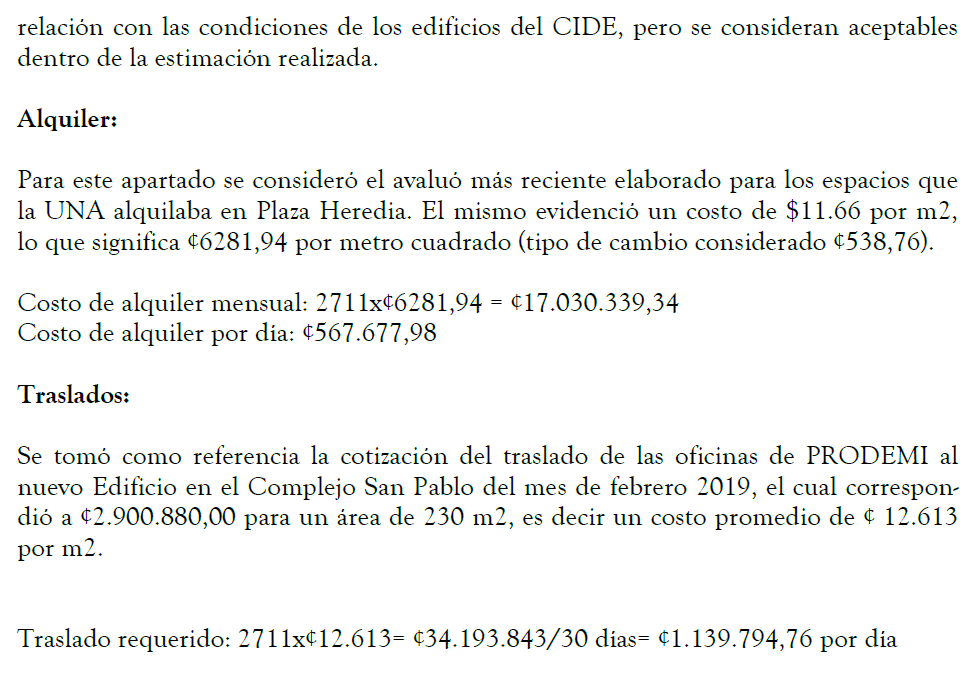 relación con las condiciones de los edificios del CIDE, pero se consideran aceptables
dentro de la estimación realizada.
Alquiler:
Para este apartado se consideró el avaluó más reciente elaborado para los espacios que
la UNA alquilaba en Plaza Heredia. El mismo evidenció un costo de $11.66 por m2,
lo que significa ¢6281,94 por metro cuadrado (tipo de cambio considerado ¢538,76).
Costo de alquiler mensual: 2711x¢6281,94 = ¢17.030.339,34
Costo de alquiler por día: ¢567.677,98
Traslados:
Se tomó como referencia la cotización del traslado de las oficinas de PRODEMI al
nuevo Edificio en el Complejo San Pablo del mes de febrero 2019, el cual correspon-
dió a ¢2.900.880,00 para un área de 230 m2, es decir un costo promedio de ¢ 12.613
por m2.
Traslado requerido: 2711x¢12.613= ¢34.193.843/30 días= ¢1.139.794,76 por día